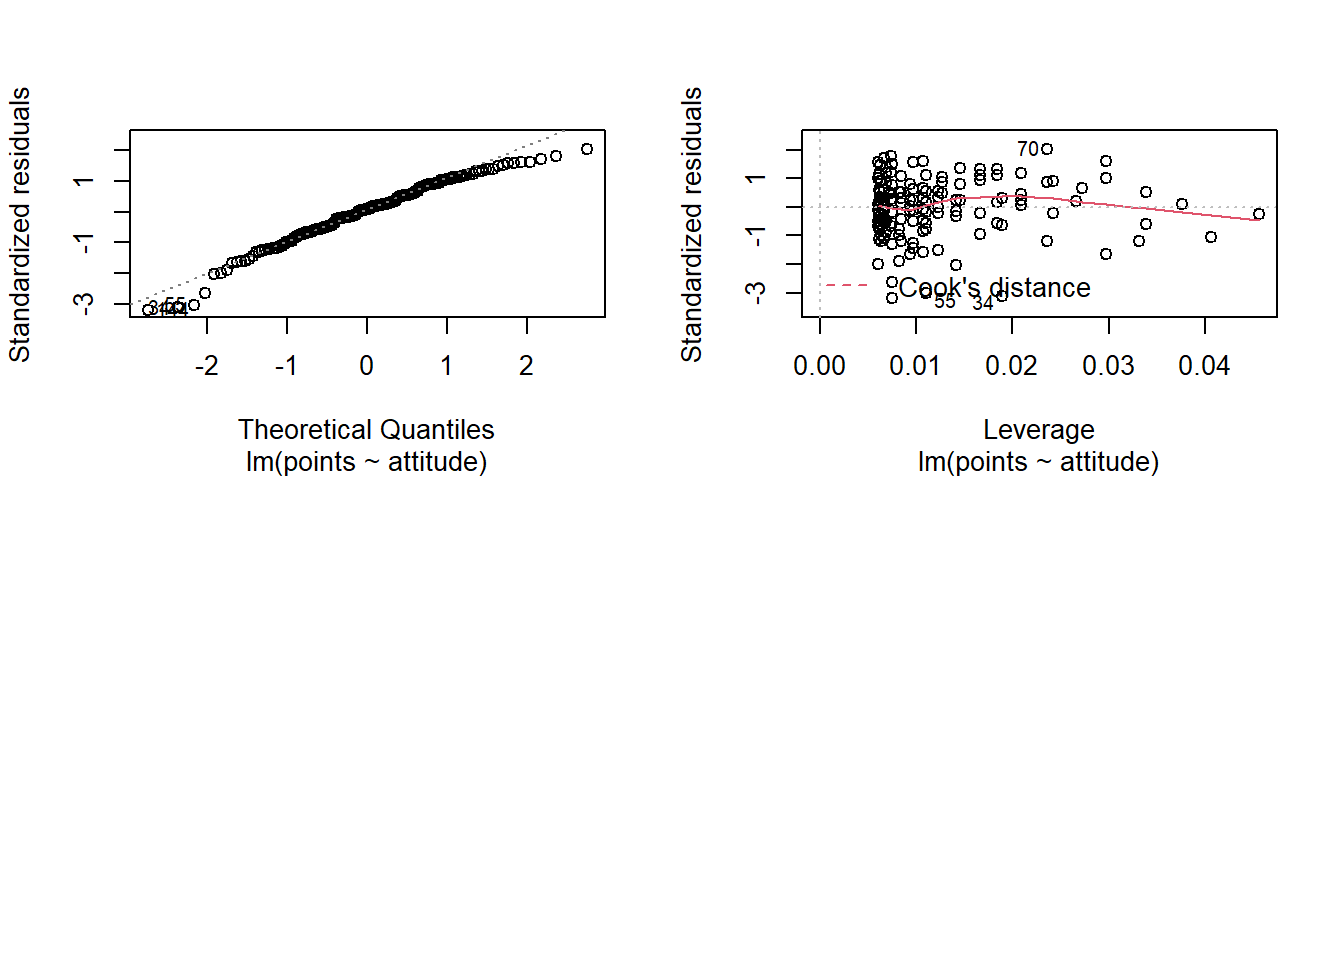 Standardized residuals
1
-1
-3
55
-2
-1
0
1
2
Theoretical Quantiles
lm(points ~ attitude)
Standardized residuals
1
-1
-3
70
Cook's distance
55
34
0.00
0.01
0.02
0.03
0.04
Leverage
lm(points ~ attitude)